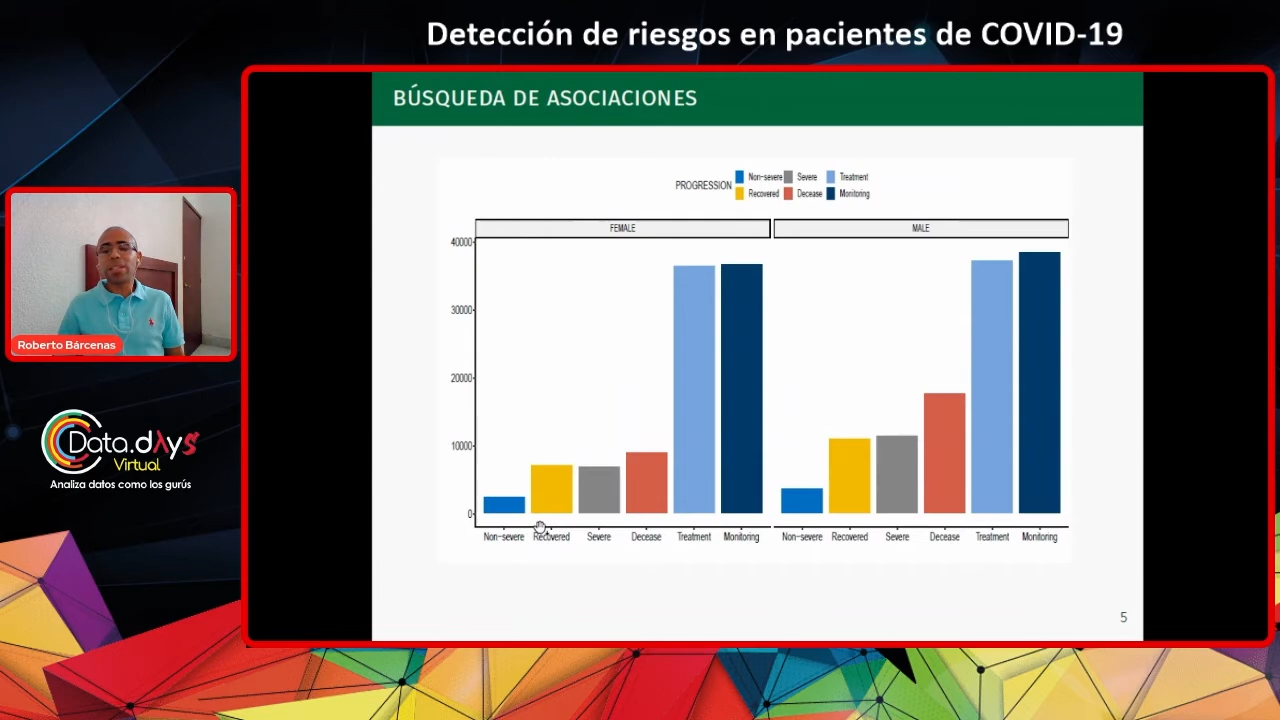 Detección de riesgos en pacientes de COVID-19
BÚSQUEDA DE ASOCIACIONES
PROGRESSION
Non-severe Severe Treatment
Recovered Decease Monitoring
FEMALE MALE
40000
30000
20000
10000
0
Non-severe Recovered Severe Decease Treatment Monitoring Non-severe Recovered Severe Decease Treatment Monitoring
5
Roberto Bárcenas
Data.dAys
Virtual
Analiza datos como los gurús